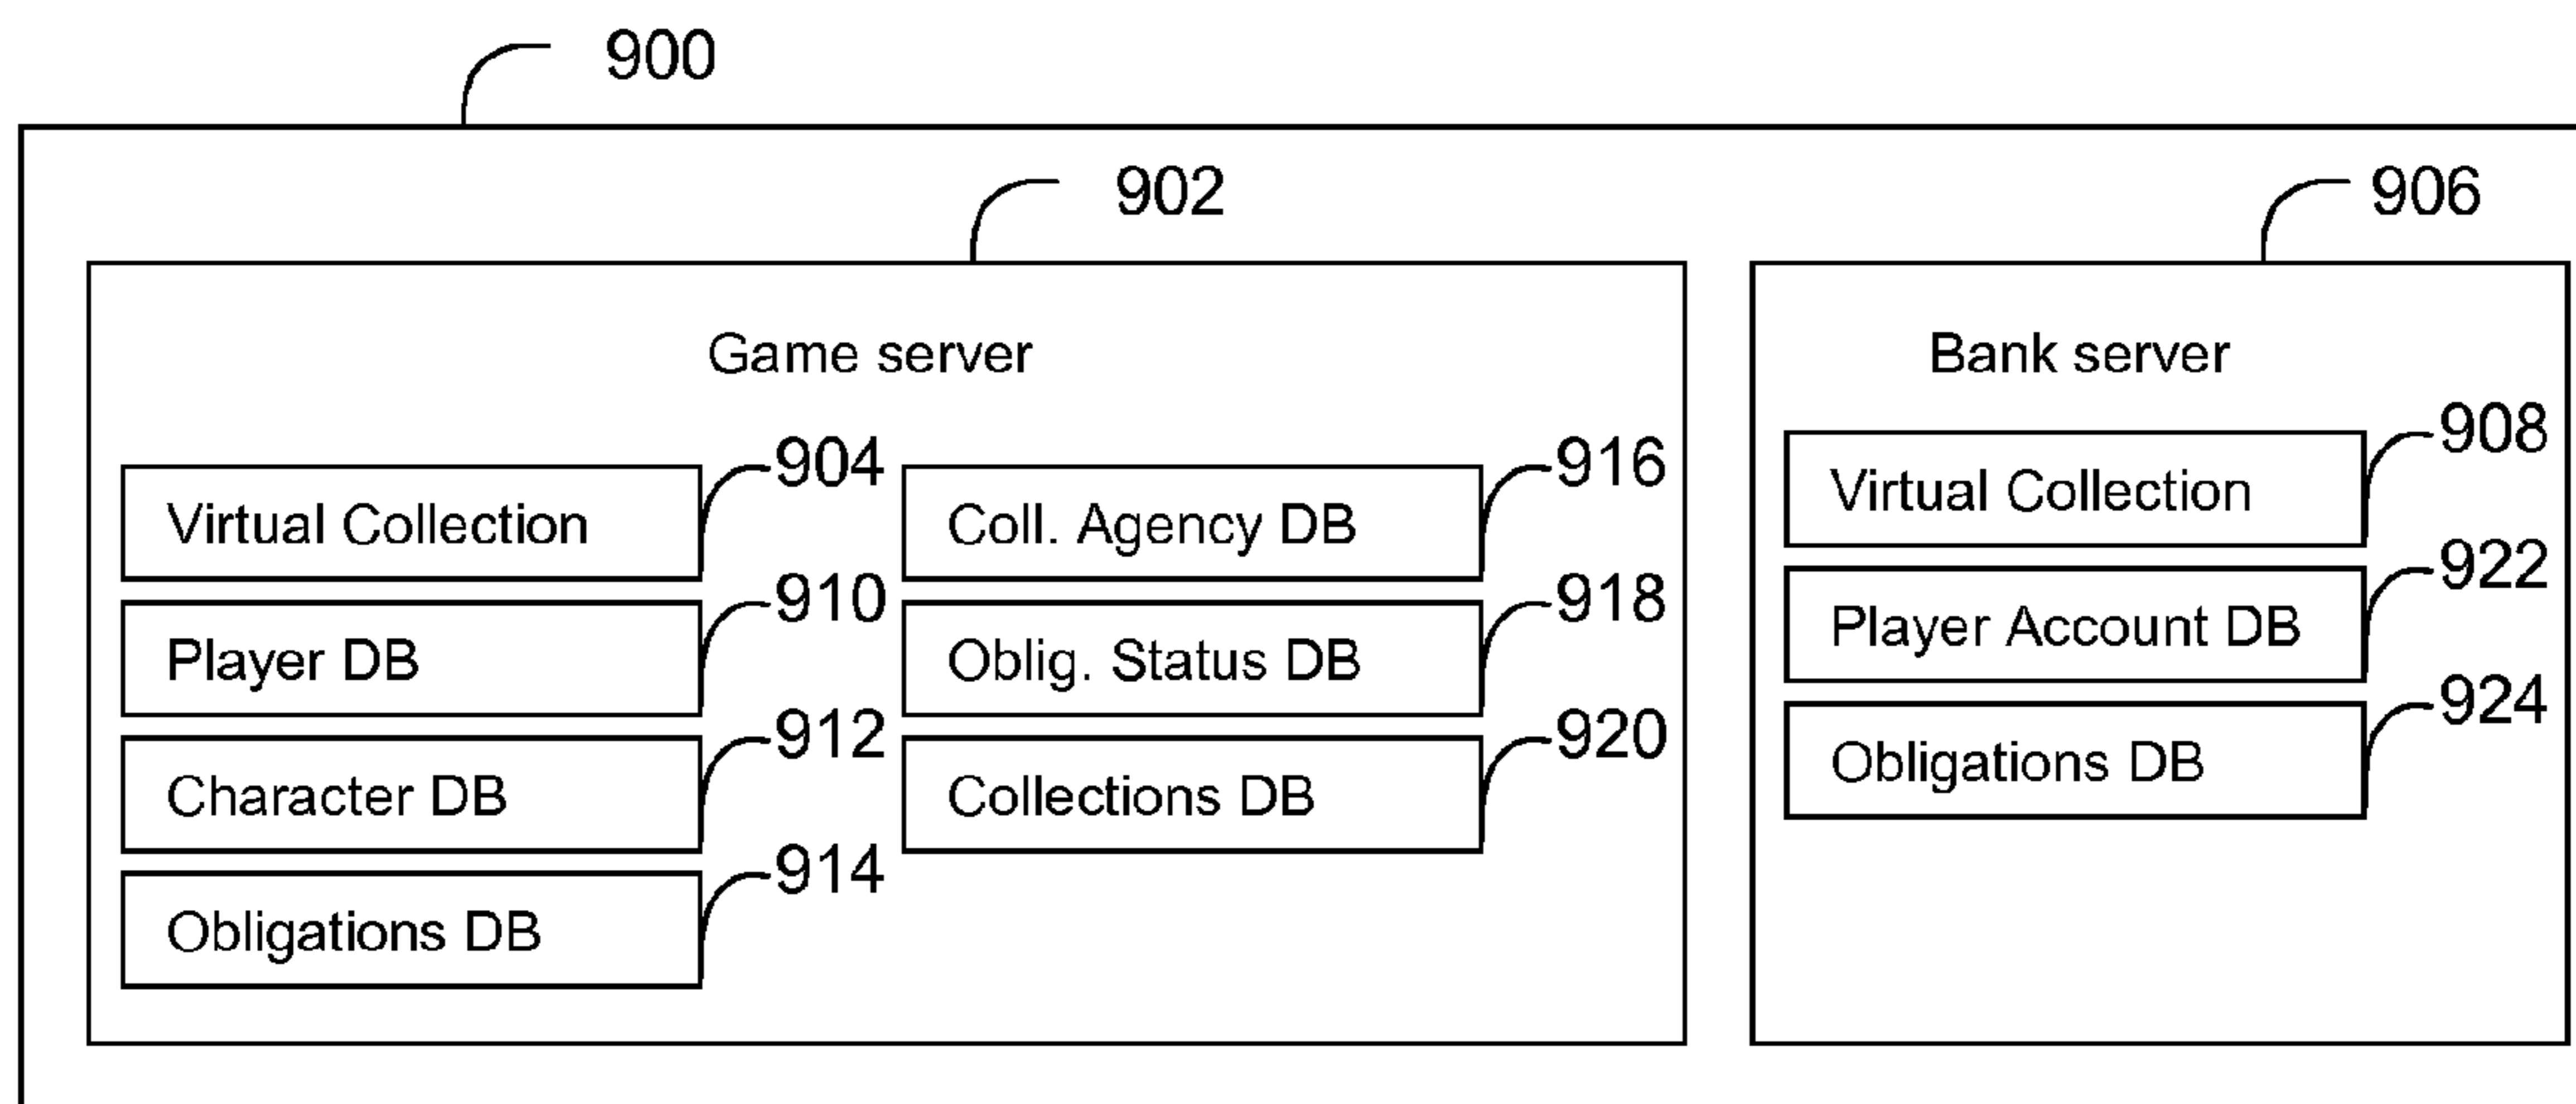 900
902
906
Game server
Bank server
904
Virtual Collection
910
Player DB
912
Character DB
914
Obligations DB
916
Coll. Agency DB
918
Oblig. Status DB
920
Collections DB
908
Virtual Collection
922
Player Account DB
924
Obligations DB